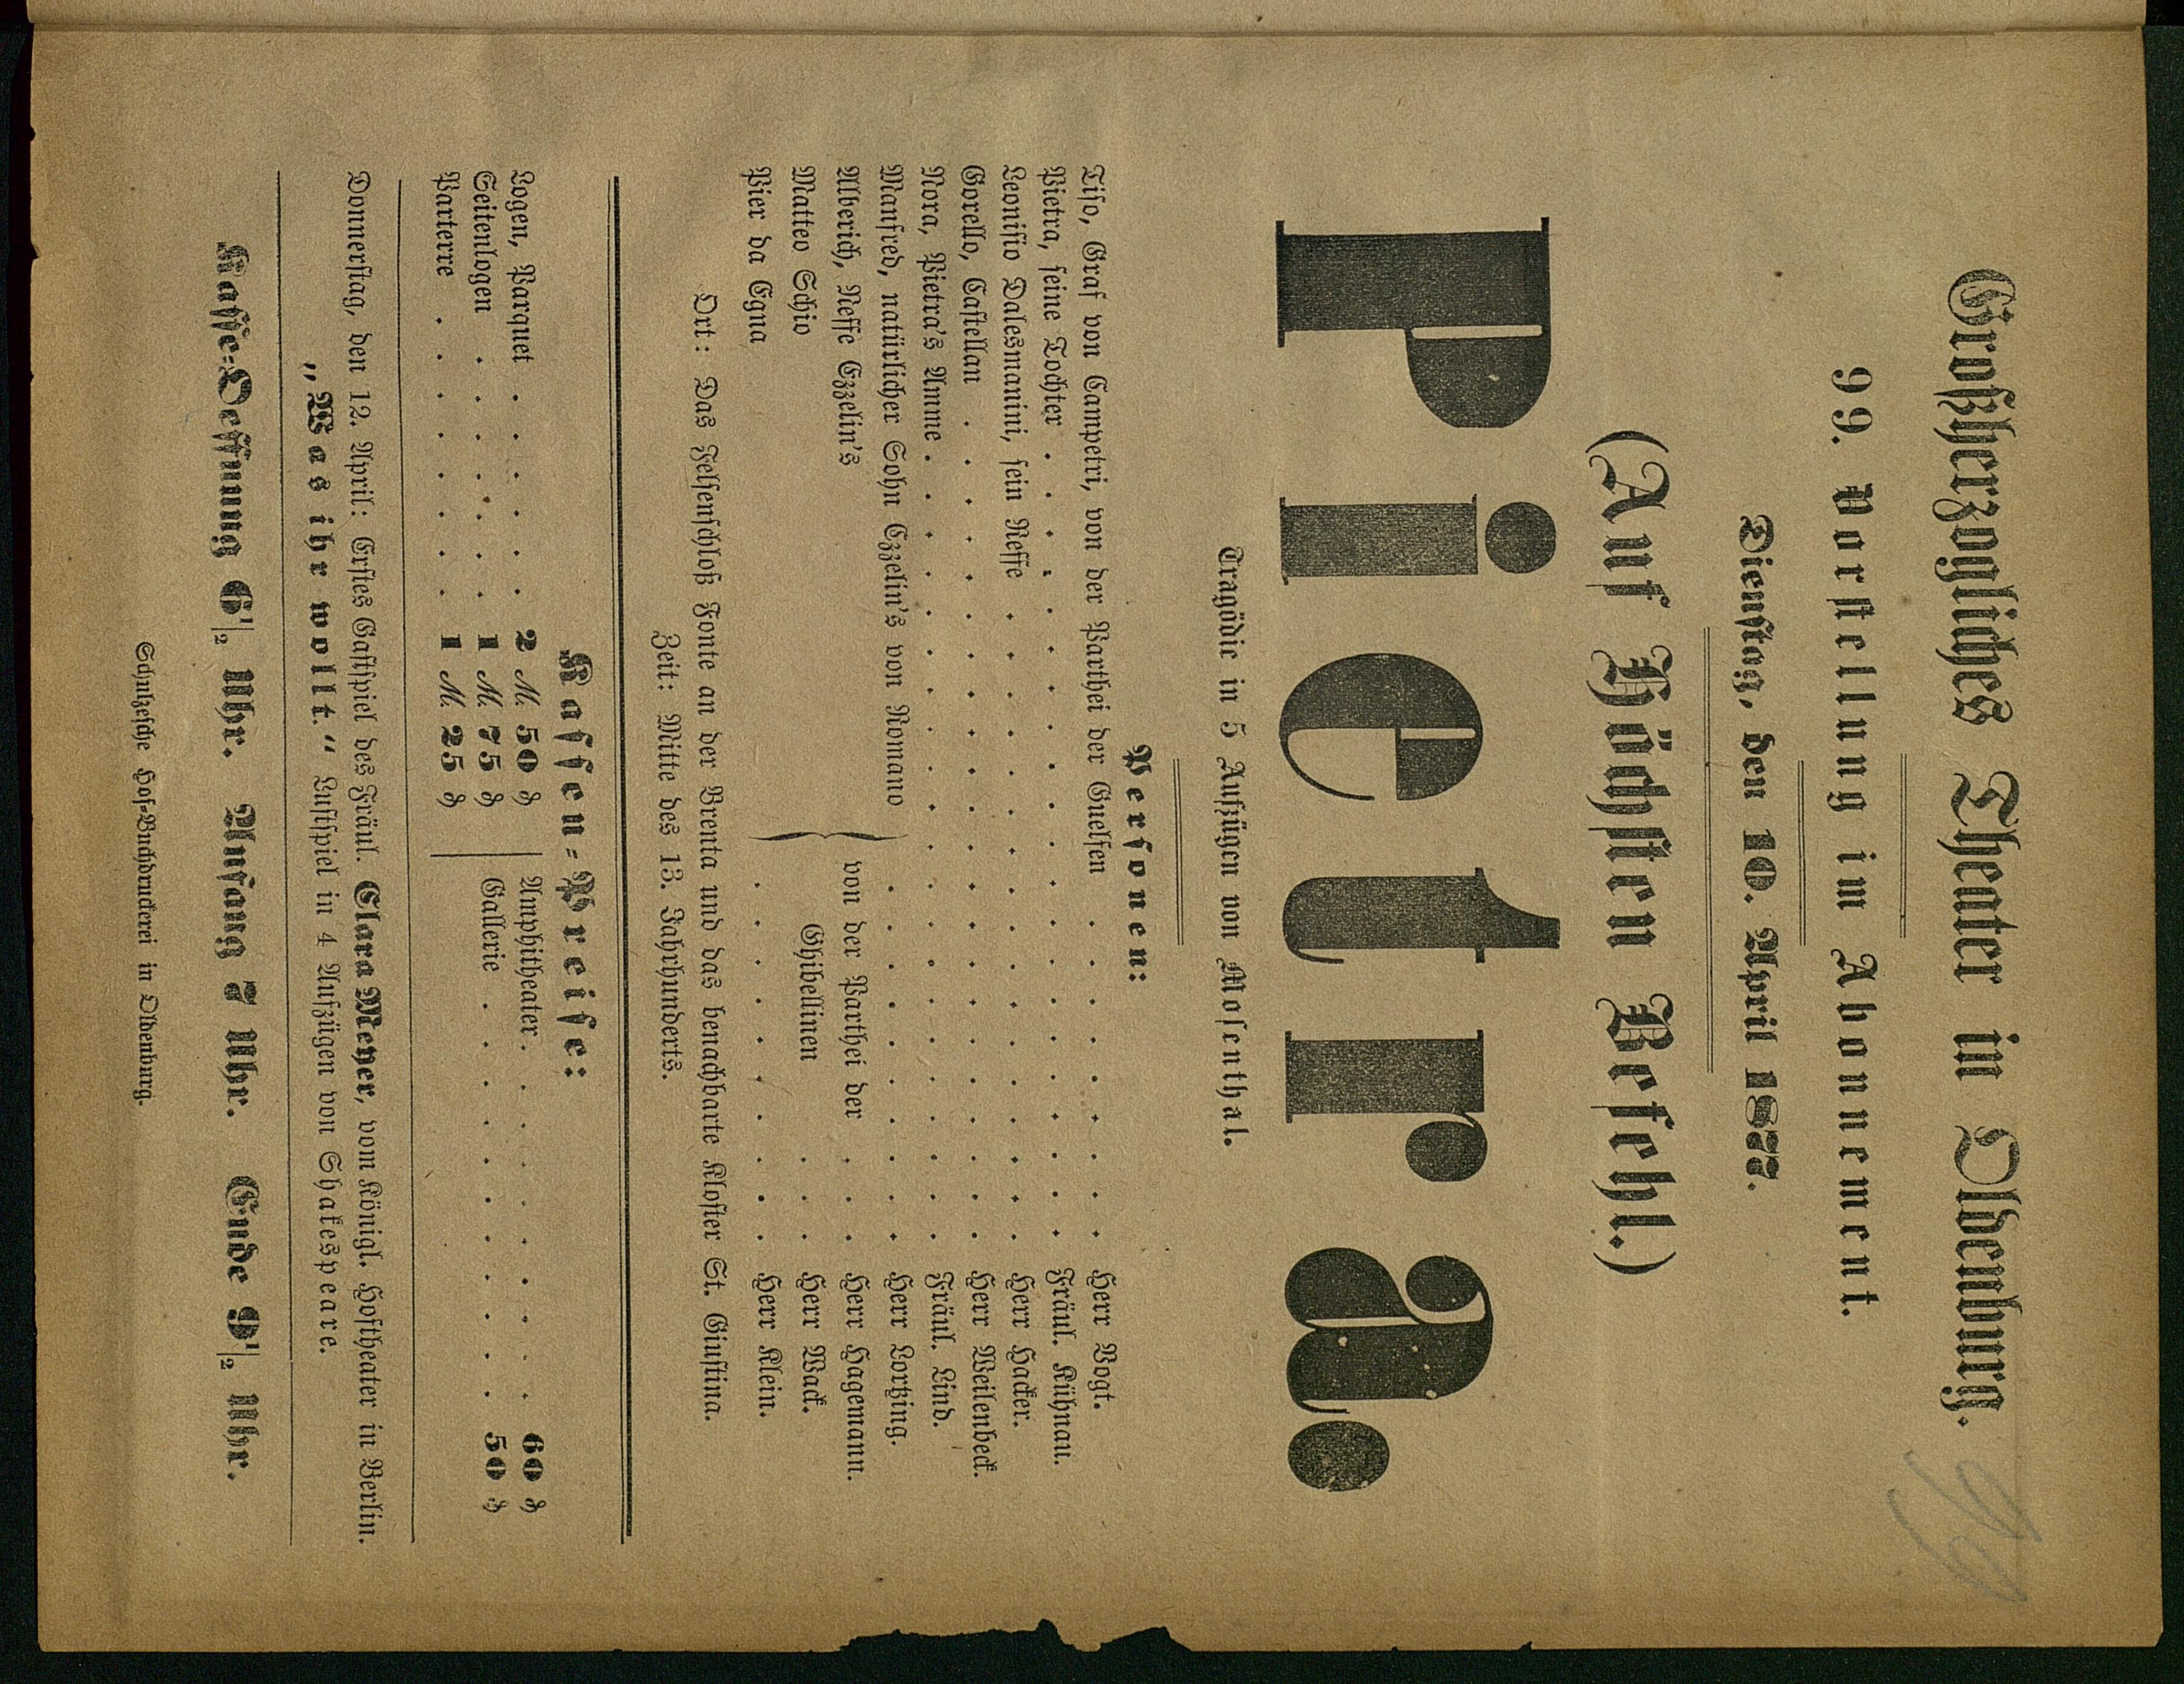 Großherzogliches Theater in Oldenburg.
99. Vorstellung im Abonnement.
Dienstag, den 10. April 1877.
(Auf Höchsten Befehl.)
Pietra.
Tragödie in 5 Aufzügen von Mosenthal.
Personen:
Tiso, Graf von Campetri, von der Parthei der Guelfen . . . . . . . . . Herr Vogt.
Pietra, seine Tochter . . . . . . . . . . . . . . . . . . . . Fräul. Kühnau.
Leonisio Dalesmanini, sein Neffe . . . . . . . . . . . . . . . . . Herr Hacker.
Gorello, Castellan . . . . . . . . . . . . . . . . . . . . . Herr Weilenbeck.
Nora, Pietra's Amme . . . . . . . . . . . . . . . . . . . . . Fräul. Lind.
Manfred, natürlicher Sohn Ezzelin's von Romano . . . . . . . . . . Herr Lortzing.
Alberich, Neffe Ezzelin's } von der Parthei der . . . Herr Hagemann.
Matteo Schio } Ghibellinen . . . Herr Wack.
Pier da Egna . . . . . . . . . . Herr Klein.
Ort: Das Felsenschloß Fonte an der Brenta und das benachbarte Kloster St. Giustina.
Zeit: Mitte des 13. Jahrhunderts.
Kassen-Preise:
Logen, Parquet . . . . . . 2 M. 50 ₰
Seitenlogen . . . . . . . 1 M. 75 ₰
Parterre . . . . . . . . 1 M. 25 ₰
Amphitheater . . . . . . . . . . 60 ₰
Gallerie . . . . . . . . . . . 50 ₰
Donnerstag, den 12. April: Erstes Gastspiel des Fräul. Clara Meyer, vom Königl. Hoftheater in Berlin.
„Was ihr wollt.“ Lustspiel in 4 Aufzügen von Shakespeare.
Kasse-Oeffnung 6½ Uhr. Anfang 7 Uhr. Ende 9½ Uhr.
Schulzesche Hof-Buchdruckerei in Oldenburg.